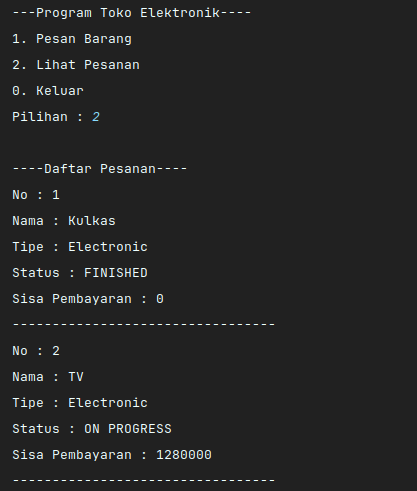 ---Program Toko Elektronik----
1. Pesan Barang
2. Lihat Pesanan
0. Keluar
Pilihan : 2
----Daftar Pesanan----
No : 1
Nama : Kulkas
Tipe : Electronic
Status : FINISHED
Sisa Pembayaran : 0
---------------------------------
No : 2
Nama : TV
Tipe : Electronic
Status : ON PROGRESS
Sisa Pembayaran : 1280000
---------------------------------